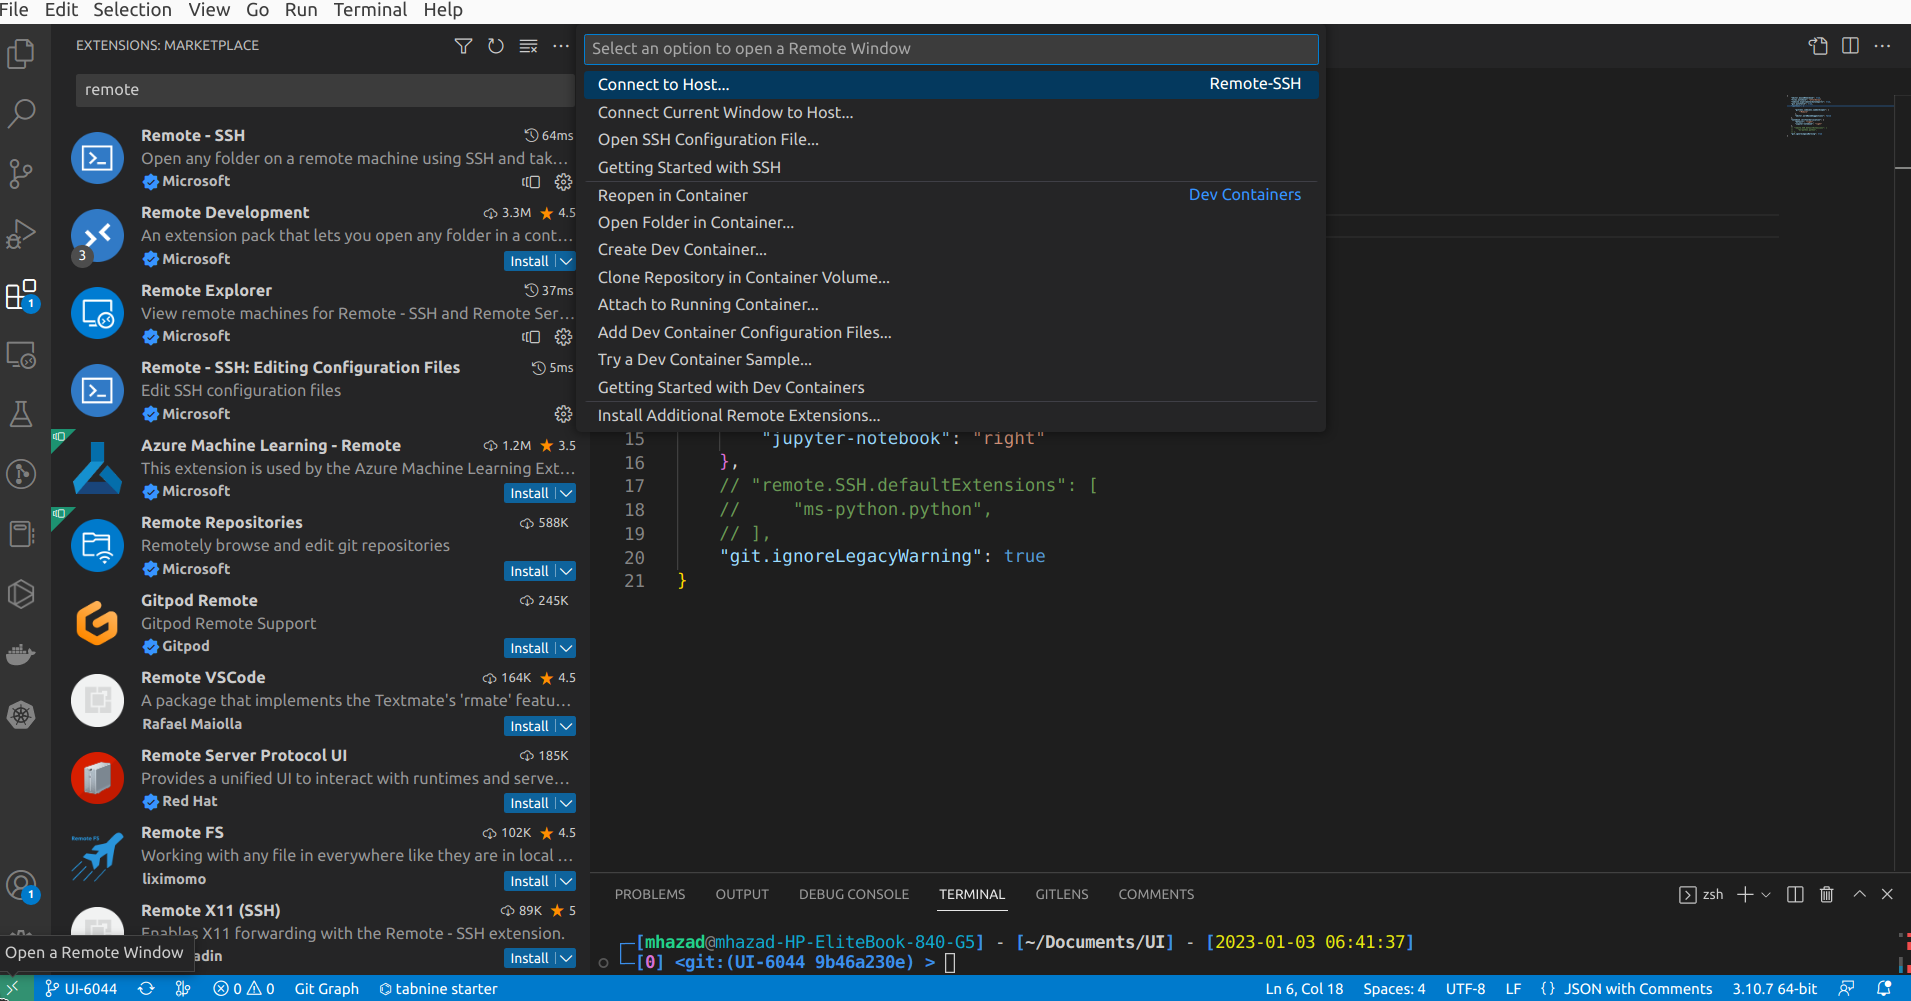 File Edit Selection View Go Run Terminal Help
EXTENSIONS: MARKETPLACE
remote
Remote - SSH 64ms
Open any folder on a remote machine using SSH and tak...
Microsoft
Remote Development 3.3M 4.5
An extension pack that lets you open any folder in a cont...
3
Microsoft Install
Remote Explorer 37ms
View remote machines for Remote - SSH and Remote Ser...
Microsoft
Remote - SSH: Editing Configuration Files 5ms
Edit SSH configuration files
Microsoft
Azure Machine Learning - Remote 1.2M 3.5
This extension is used by the Azure Machine Learning Ext...
Microsoft Install
Remote Repositories 588K
Remotely browse and edit git repositories
Microsoft Install
Gitpod Remote 245K
Gitpod Remote Support
Gitpod Install
Remote VSCode 164K 4.5
A package that implements the Textmate's 'rmate' featu...
Rafael Maiolla Install
Remote Server Protocol UI 185K
Provides a unified UI to interact with runtimes and serve...
Red Hat Install
Remote FS 102K 4.5
Working with any file in everywhere like they are in local ...
liximomo Install
Remote X11 (SSH) 89K 5
Enables X11 forwarding with the Remote - SSH extension.
adin Install
1
1
Open a Remote Window
Select an option to open a Remote Window
Connect to Host... Remote-SSH
Connect Current Window to Host...
Open SSH Configuration File...
Getting Started with SSH
Reopen in Container Dev Containers
Open Folder in Container...
Create Dev Container...
Clone Repository in Container Volume...
Attach to Running Container...
Add Dev Container Configuration Files...
Try a Dev Container Sample...
Getting Started with Dev Containers
Install Additional Remote Extensions...
15 "jupyter-notebook": "right"
16 },
17 // "remote.SSH.defaultExtensions": [
18 // "ms-python.python",
19 // ],
20 "git.ignoreLegacyWarning": true
21 }
PROBLEMS OUTPUT DEBUG CONSOLE TERMINAL GITLENS COMMENTS zsh
[mhazad@mhazad-HP-EliteBook-840-G5] - [~/Documents/UI] - [2023-01-03 06:41:37]
[0] <git:(UI-6044 9b46a230e) >
UI-6044 0 0 Git Graph tabnine starter Ln 6, Col 18 Spaces: 4 UTF-8 LF {} JSON with Comments 3.10.7 64-bit